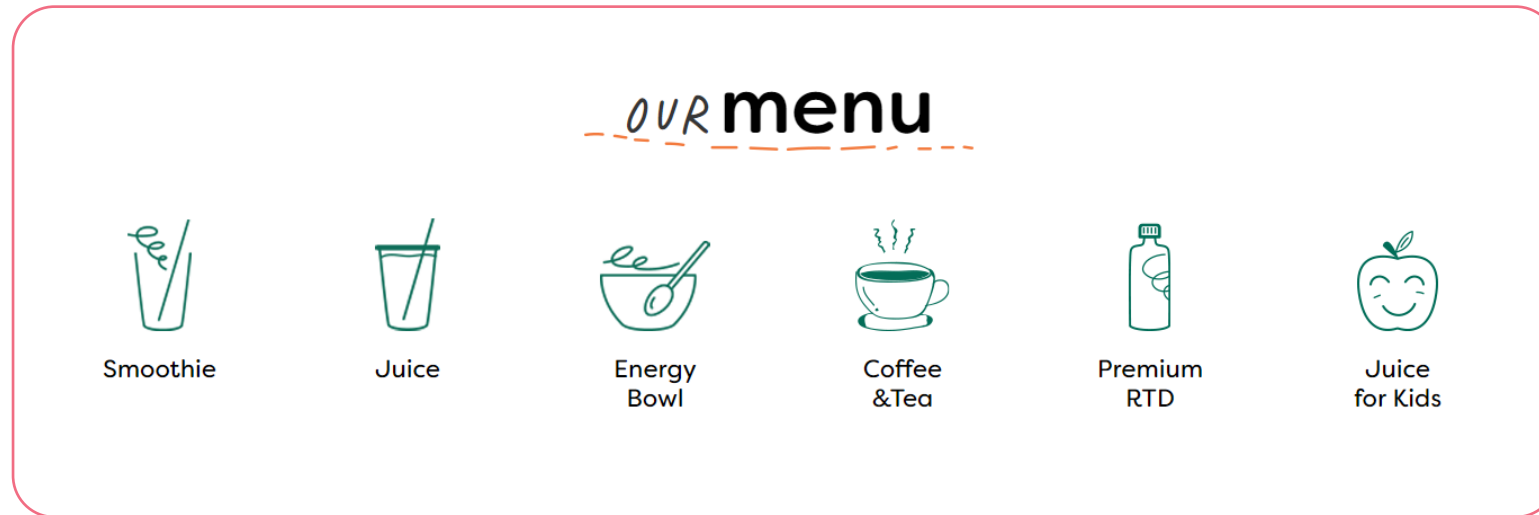 OUR menu
Smoothie
Juice
Energy
Bowl
Coffee
&Tea
Premium
RTD
Juice
for Kids